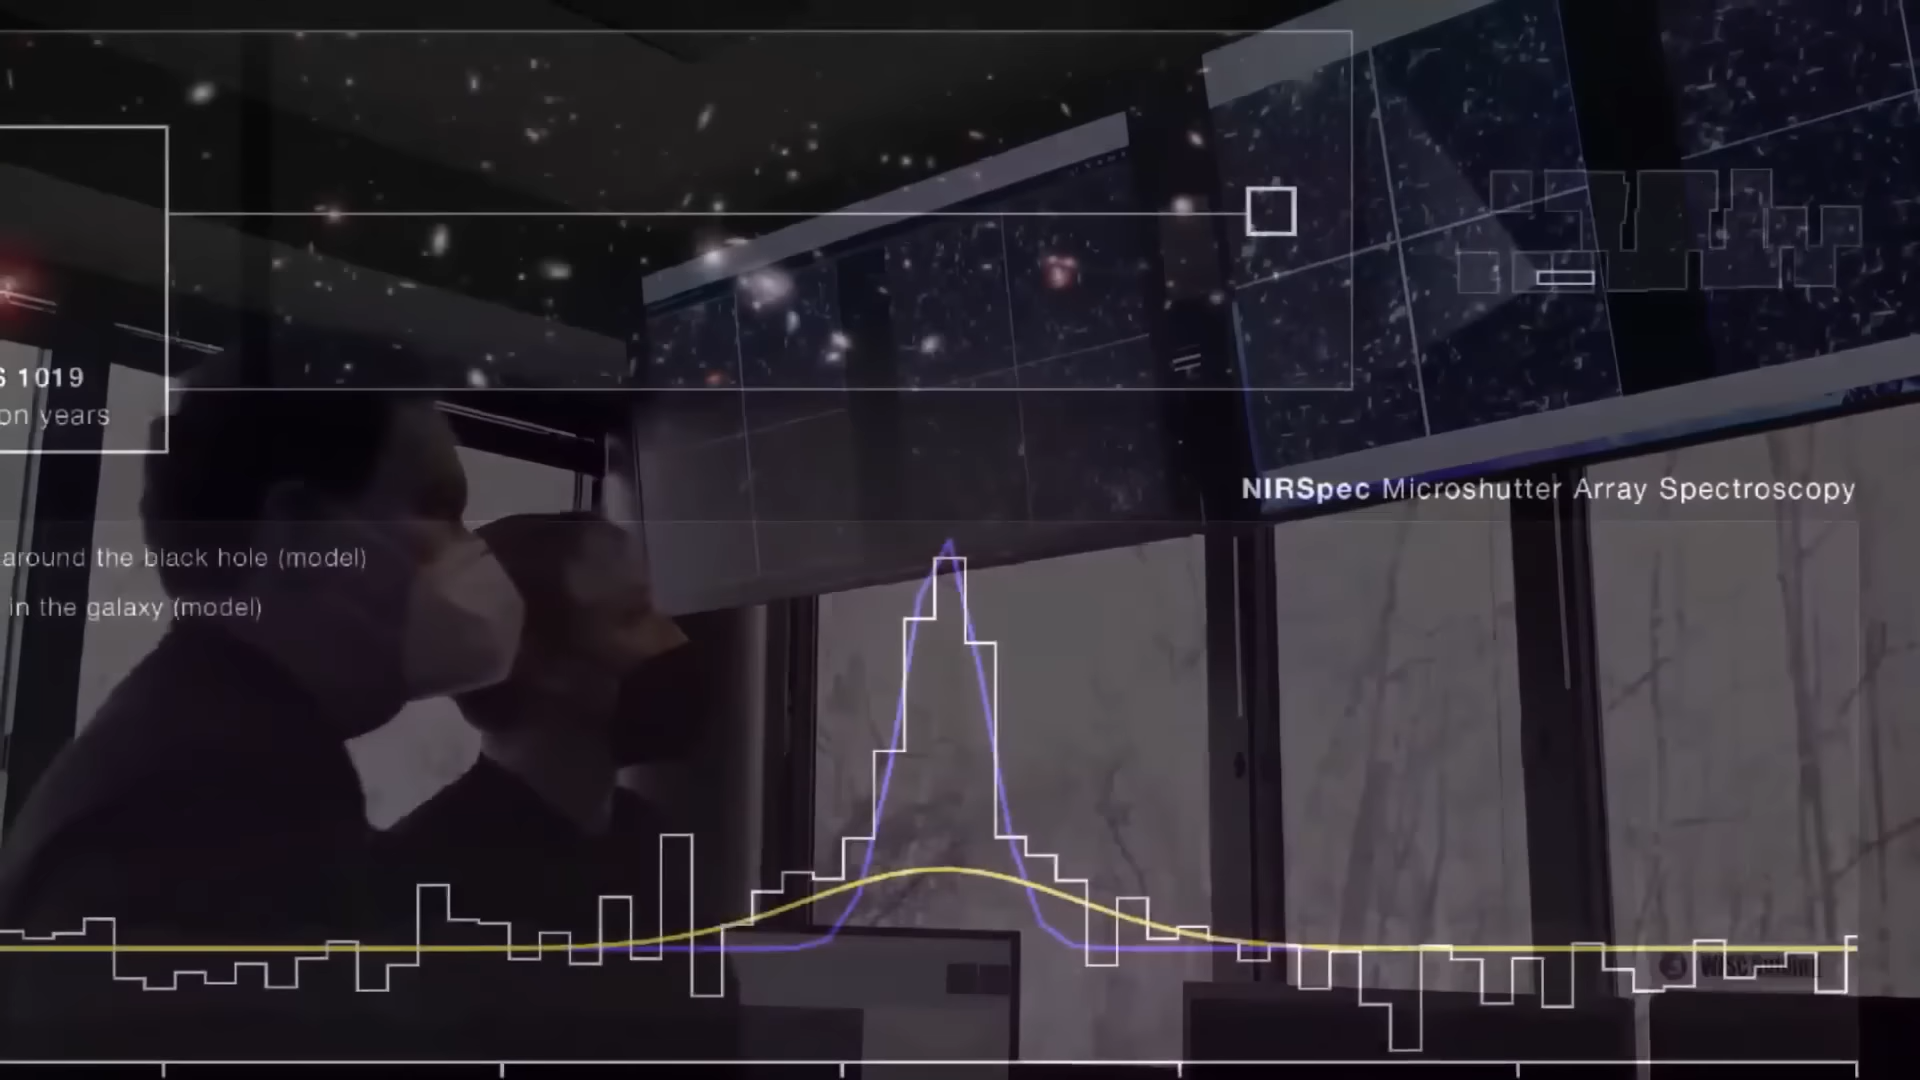 S 1019
on years
NIRSpec Microshutter Array Spectroscopy
around the black hole (model)
in the galaxy (model)